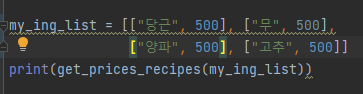 my_ing_list = [["당근", 500], ["무", 500],
["양파", 500], ["고추", 500]]
print(get_prices_recipes(my_ing_list))